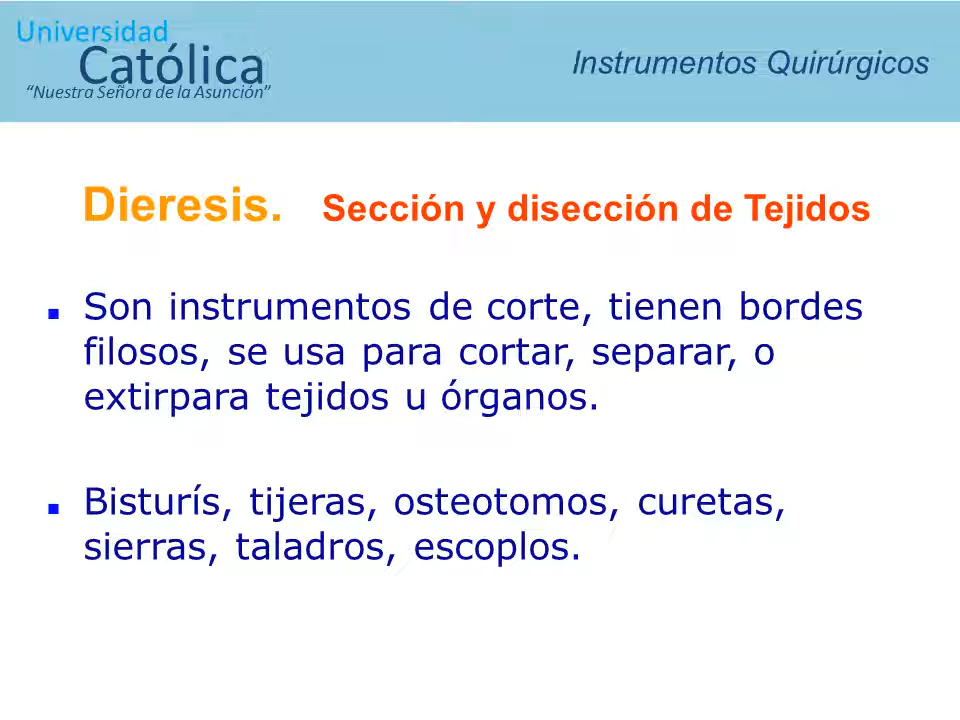 Universidad
Católica
“Nuestra Señora de la Asunción”
Instrumentos Quirúrgicos
Dieresis. Sección y disección de Tejidos
Son instrumentos de corte, tienen bordes
filosos, se usa para cortar, separar, o
extirpara tejidos u órganos.
Bisturís, tijeras, osteotomos, curetas,
sierras, taladros, escoplos.